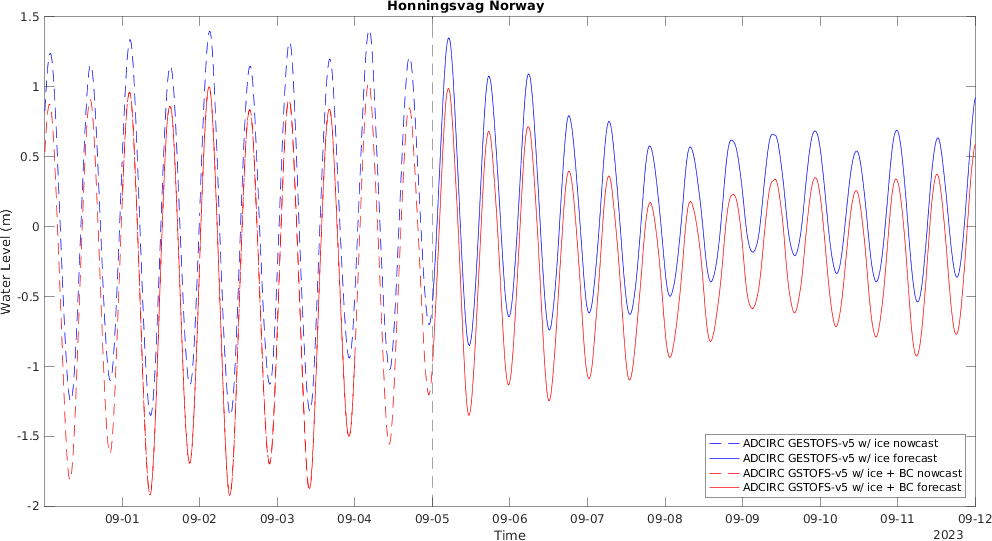 Honningsvag Norway
1.5
1
0.5
0
-0.5
-1
-1.5
-2
Water Level (m)
09-01 09-02 09-03 09-04 09-05 09-06 09-07 09-08 09-09 09-10 09-11 09-12
Time
2023
ADCIRC GESTOFS-v5 w/ ice nowcast
ADCIRC GESTOFS-v5 w/ ice forecast
ADCIRC GSTOFS-v5 w/ ice + BC nowcast
ADCIRC GSTOFS-v5 w/ ice + BC forecast